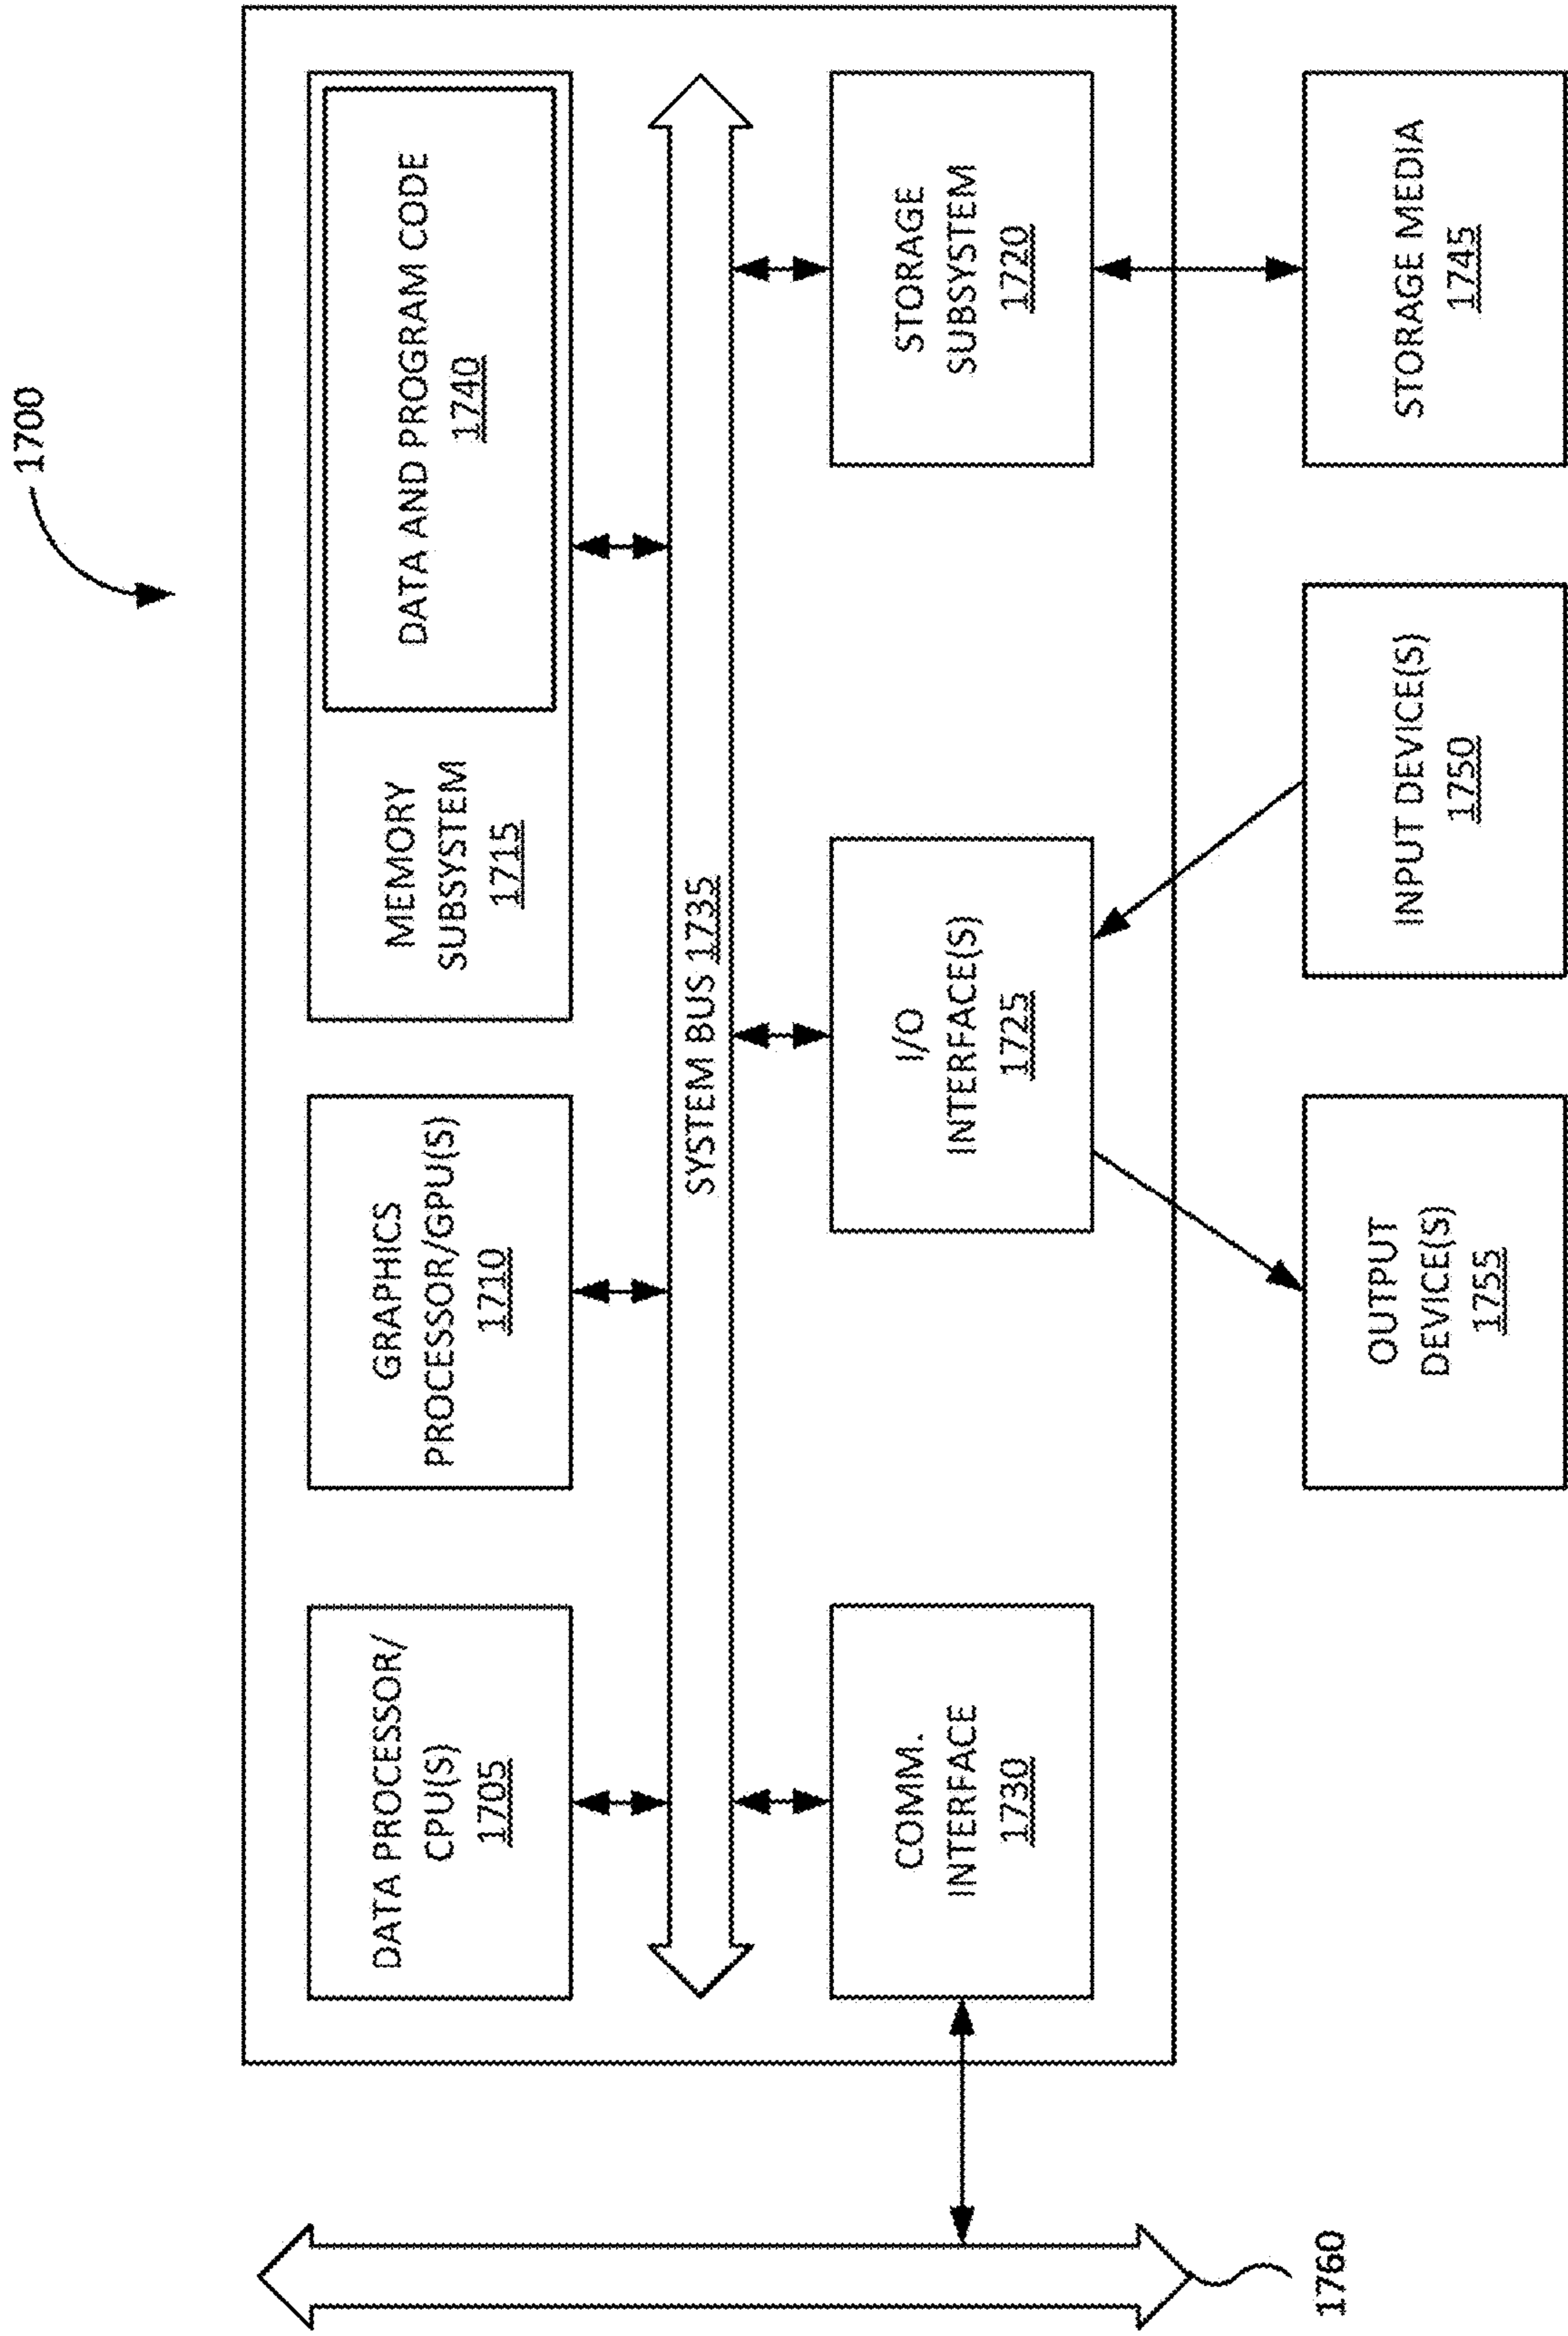 1700
DATA PROCESSOR/
CPU(S)
1705
GRAPHICS
PROCESSOR/GPU(S)
1710
MEMORY
SUBSYSTEM
1715
DATA AND PROGRAM CODE
1740
SYSTEM BUS 1735
COMM.
INTERFACE
1730
I/O
INTERFACE(S)
1725
STORAGE
SUBSYSTEM
1720
OUTPUT
DEVICE(S)
1755
INPUT DEVICE(S)
1750
STORAGE MEDIA
1745
1760